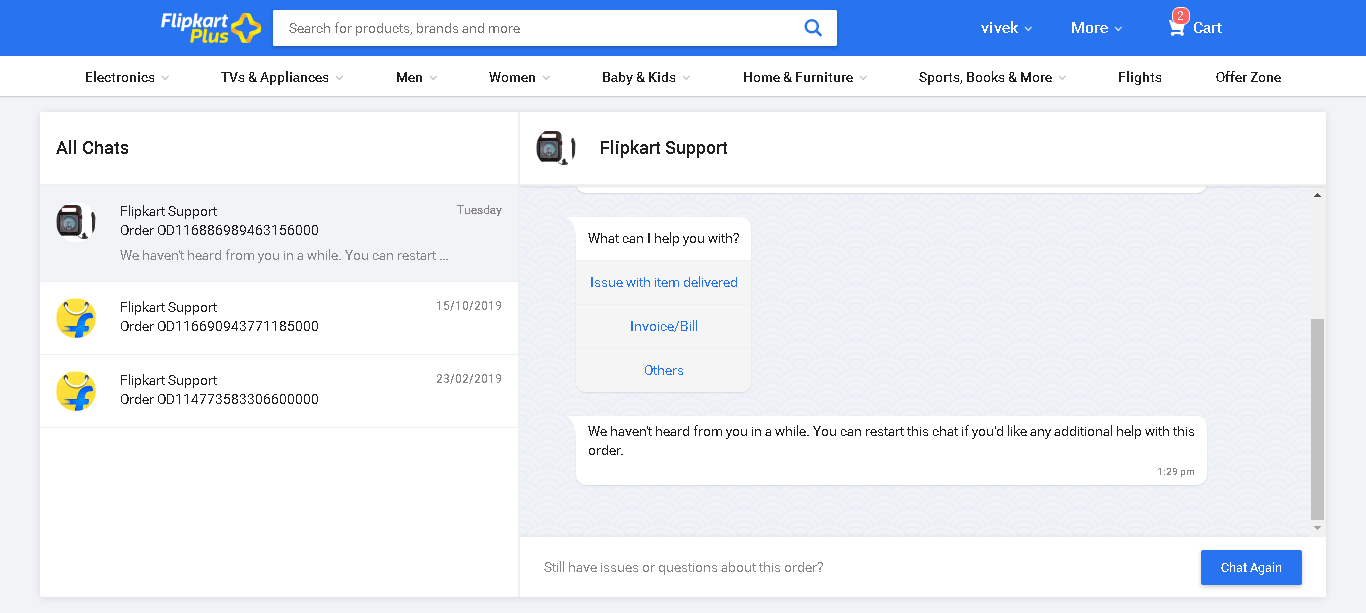 Flipkart
Plus
Search for products, brands and more
vivek
More
2
Cart
Electronics
TVs & Appliances
Men
Women
Baby & Kids
Home & Furniture
Sports, Books & More
Flights
Offer Zone
All Chats
Flipkart Support
Tuesday
Order OD116886989463156000
We haven't heard from you in a while. You can restart ...
Flipkart Support
15/10/2019
Order OD116690943771185000
Flipkart Support
23/02/2019
Order OD114773583306600000
Flipkart Support
What can I help you with?
Issue with item delivered
Invoice/Bill
Others
We haven't heard from you in a while. You can restart this chat if you'd like any additional help with this
order.
1:29 pm
Still have issues or questions about this order?
Chat Again